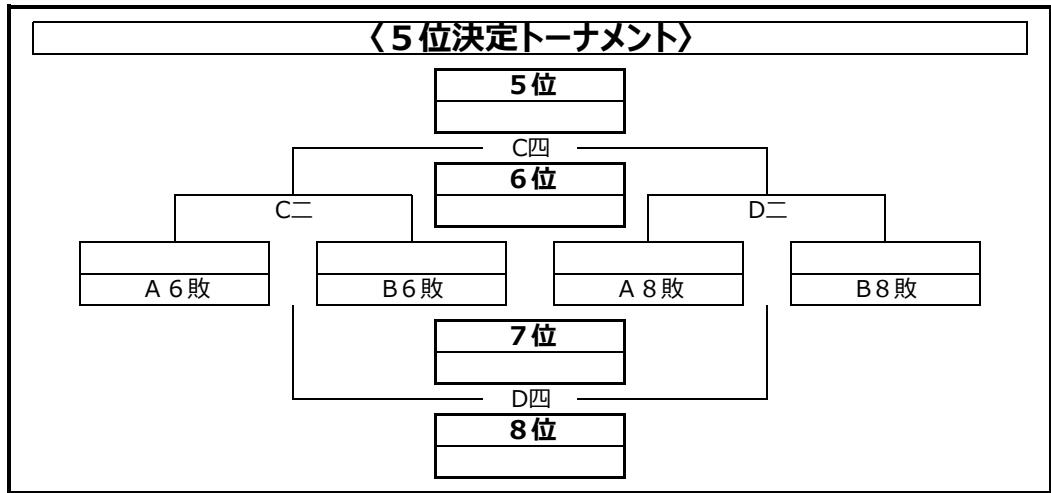 〈５位決定トーナメント〉
５位
C四
６位
C二 D二
A６敗 B６敗 A８敗 B８敗
７位
D四
８位